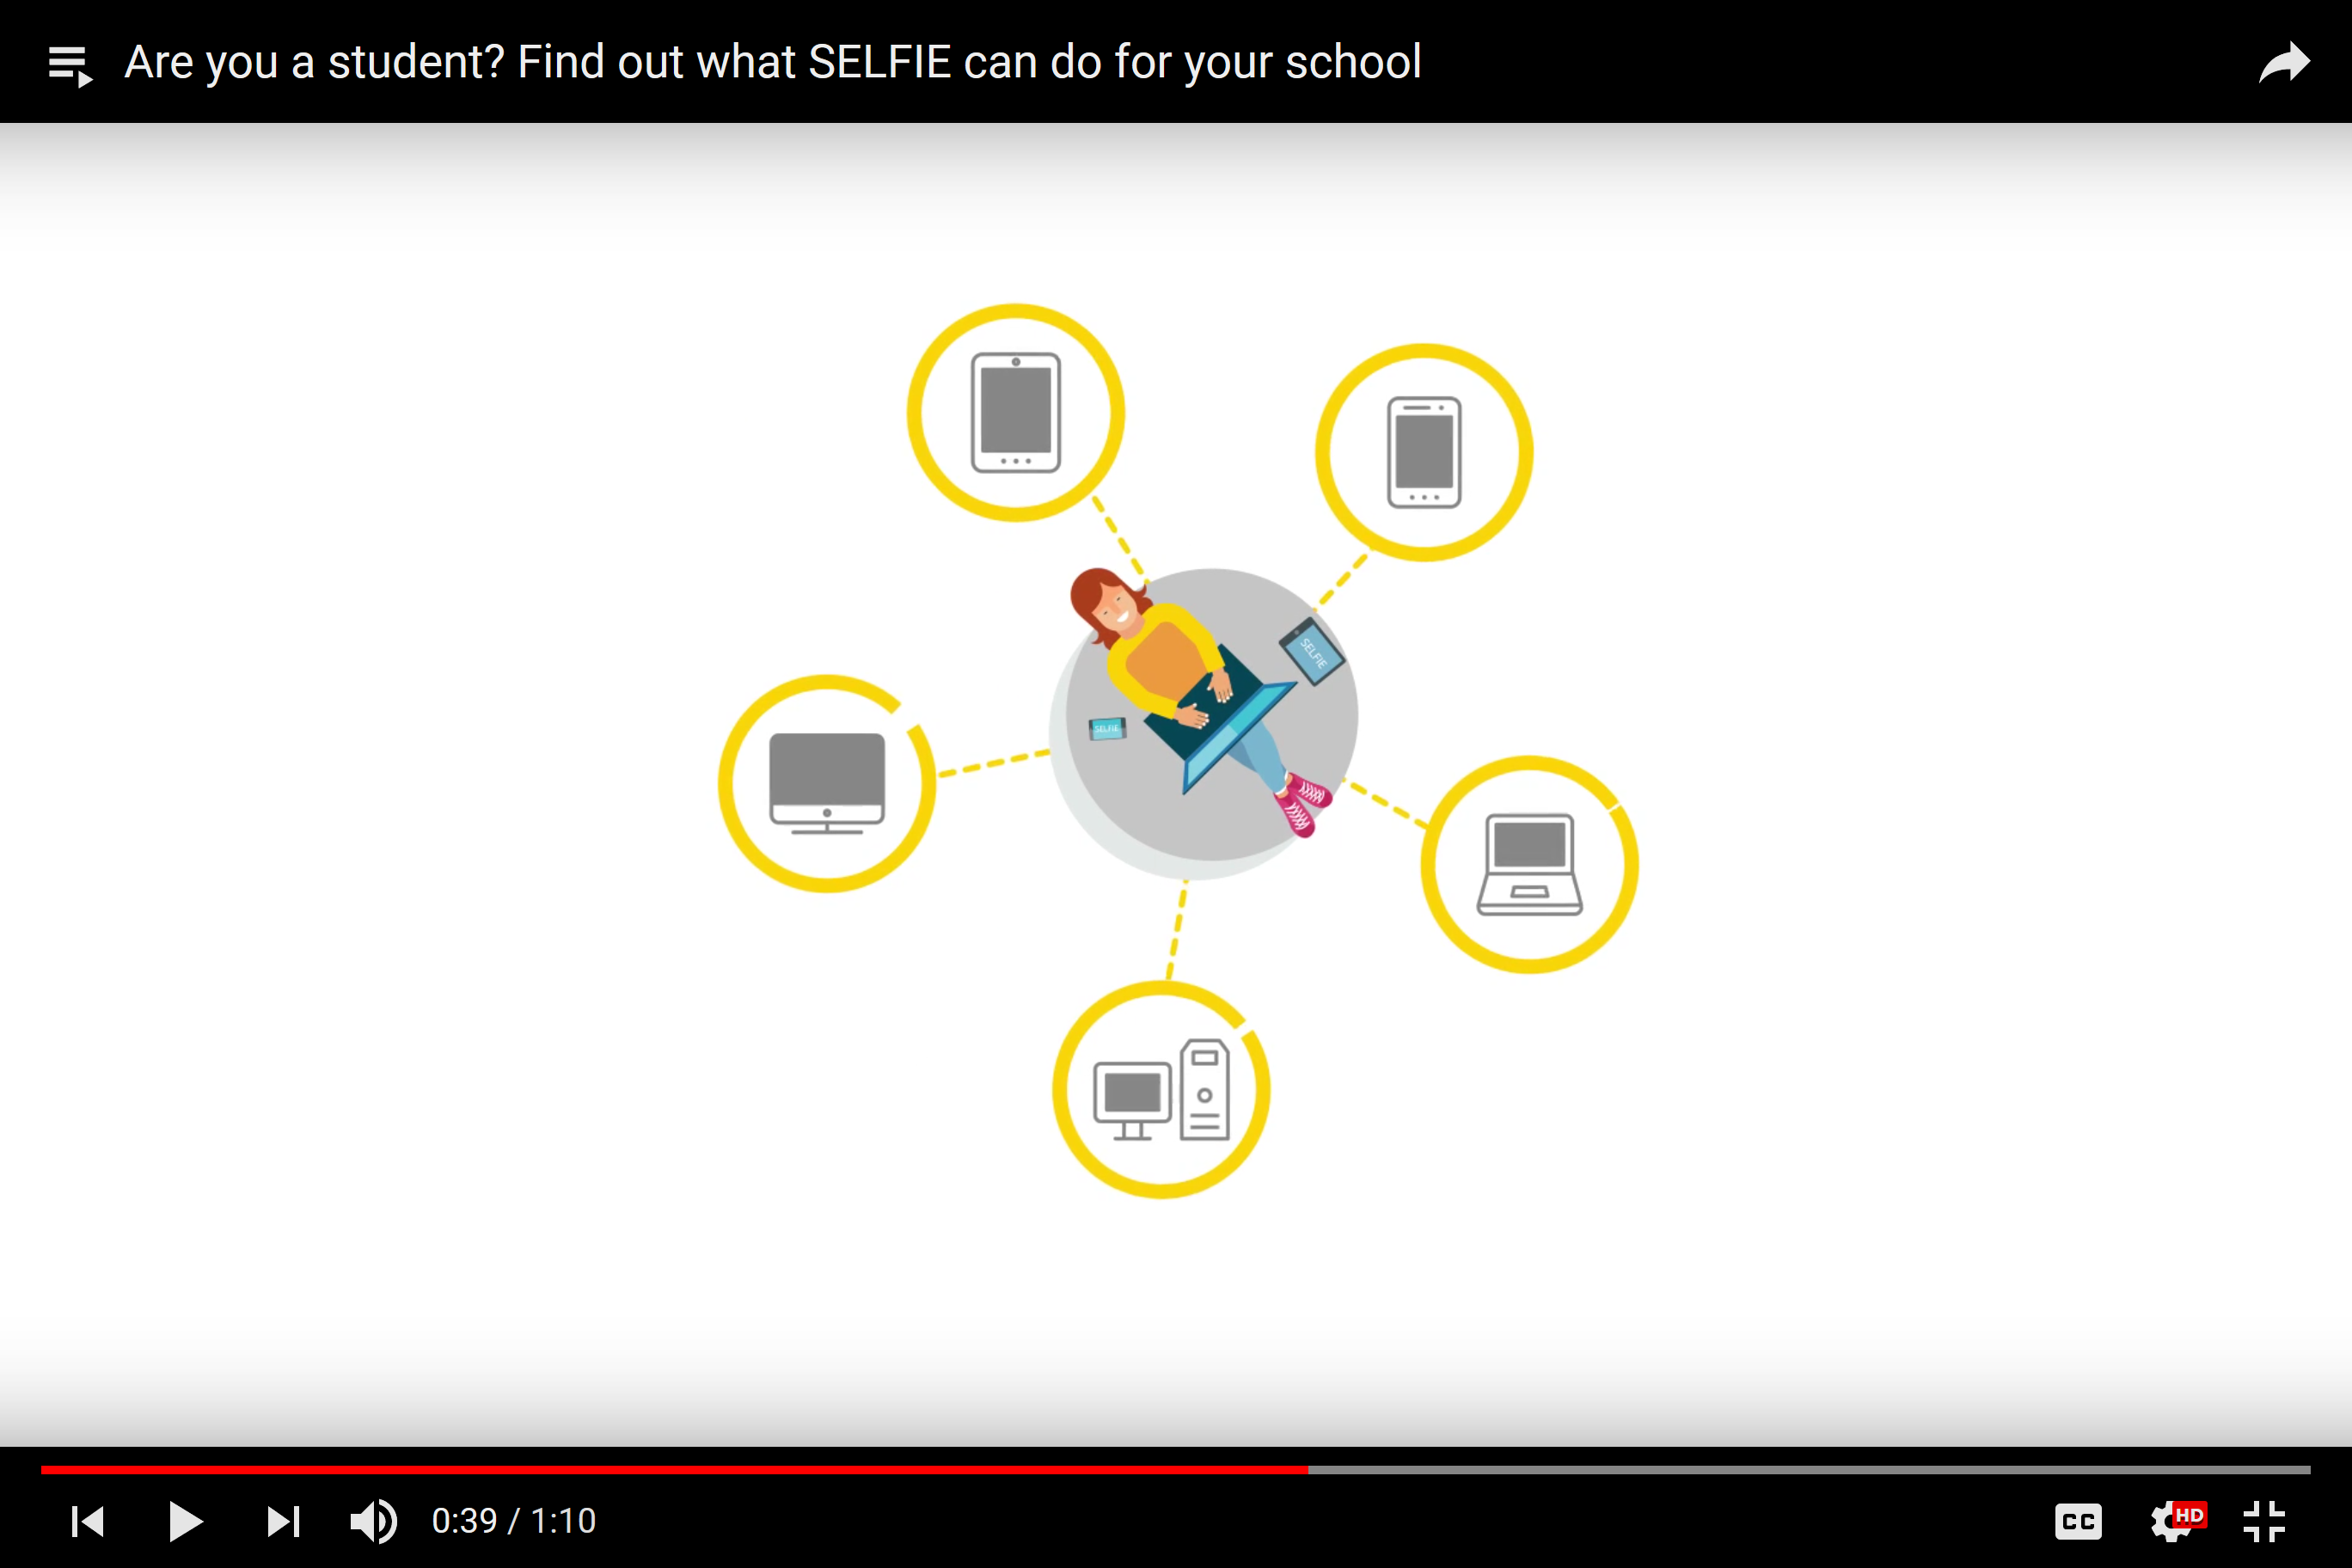 Are you a student? Find out what SELFIE can do for your school
SELFIE
SELFIE
0:39 / 1:10
CC
HD